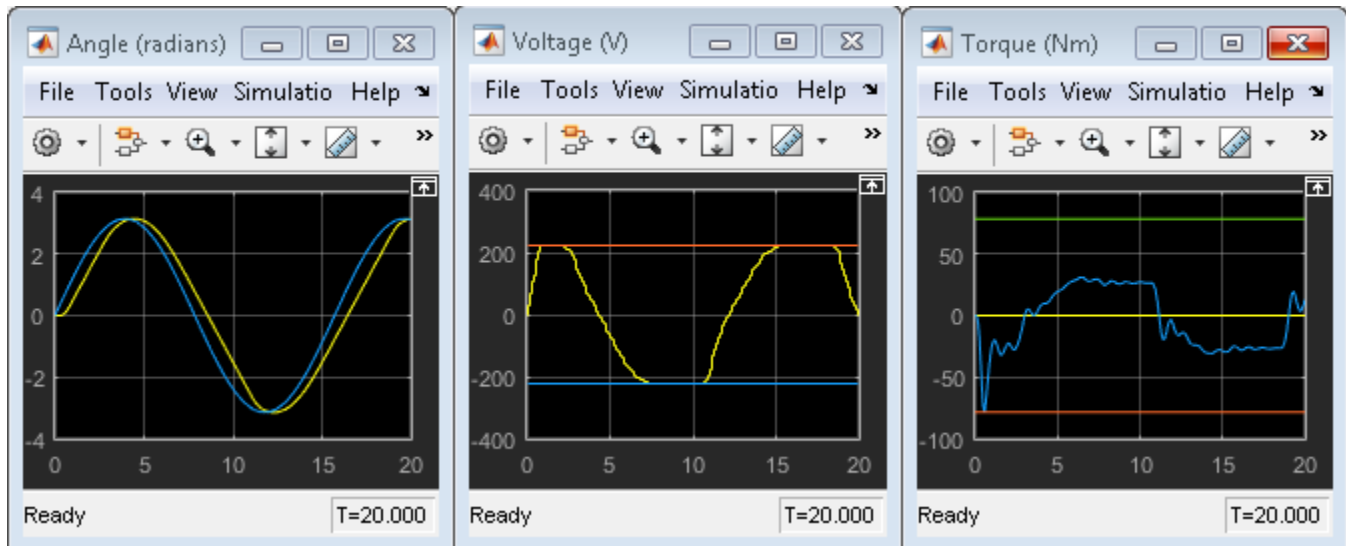 Angle (radians)
File Tools View Simulatio Help
4
2
0
-2
-4
0 5 10 15 20
Ready T=20.000
Voltage (V)
File Tools View Simulatio Help
400
200
0
-200
-400
0 5 10 15 20
Ready T=20.000
Torque (Nm)
File Tools View Simulatio Help
100
50
0
-50
-100
0 5 10 15 20
Ready T=20.000